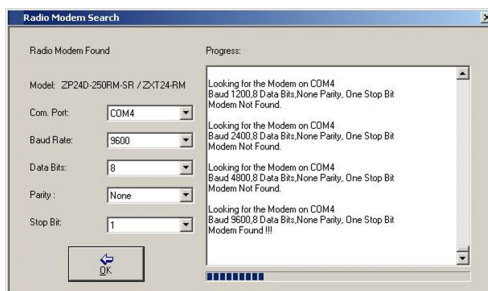 Radio Modem Search
Radio Modem Found
Model: ZP24D-250RM-SR / ZXT24-RM
Com. Port: COM4
Baud Rate: 9600
Data Bits: 8
Parity : None
Stop Bit: 1
OK
Progress:
Looking for the Modem on COM4
Baud 1200,8 Data Bits,None Parity, One Stop Bit
Modem Not Found.
Looking for the Modem on COM4
Baud 2400,8 Data Bits,None Parity, One Stop Bit
Modem Not Found.
Looking for the Modem on COM4
Baud 4800,8 Data Bits,None Parity, One Stop Bit
Modem Not Found.
Looking for the Modem on COM4
Baud 9600,8 Data Bits,None Parity, One Stop Bit
Modem Found !!!